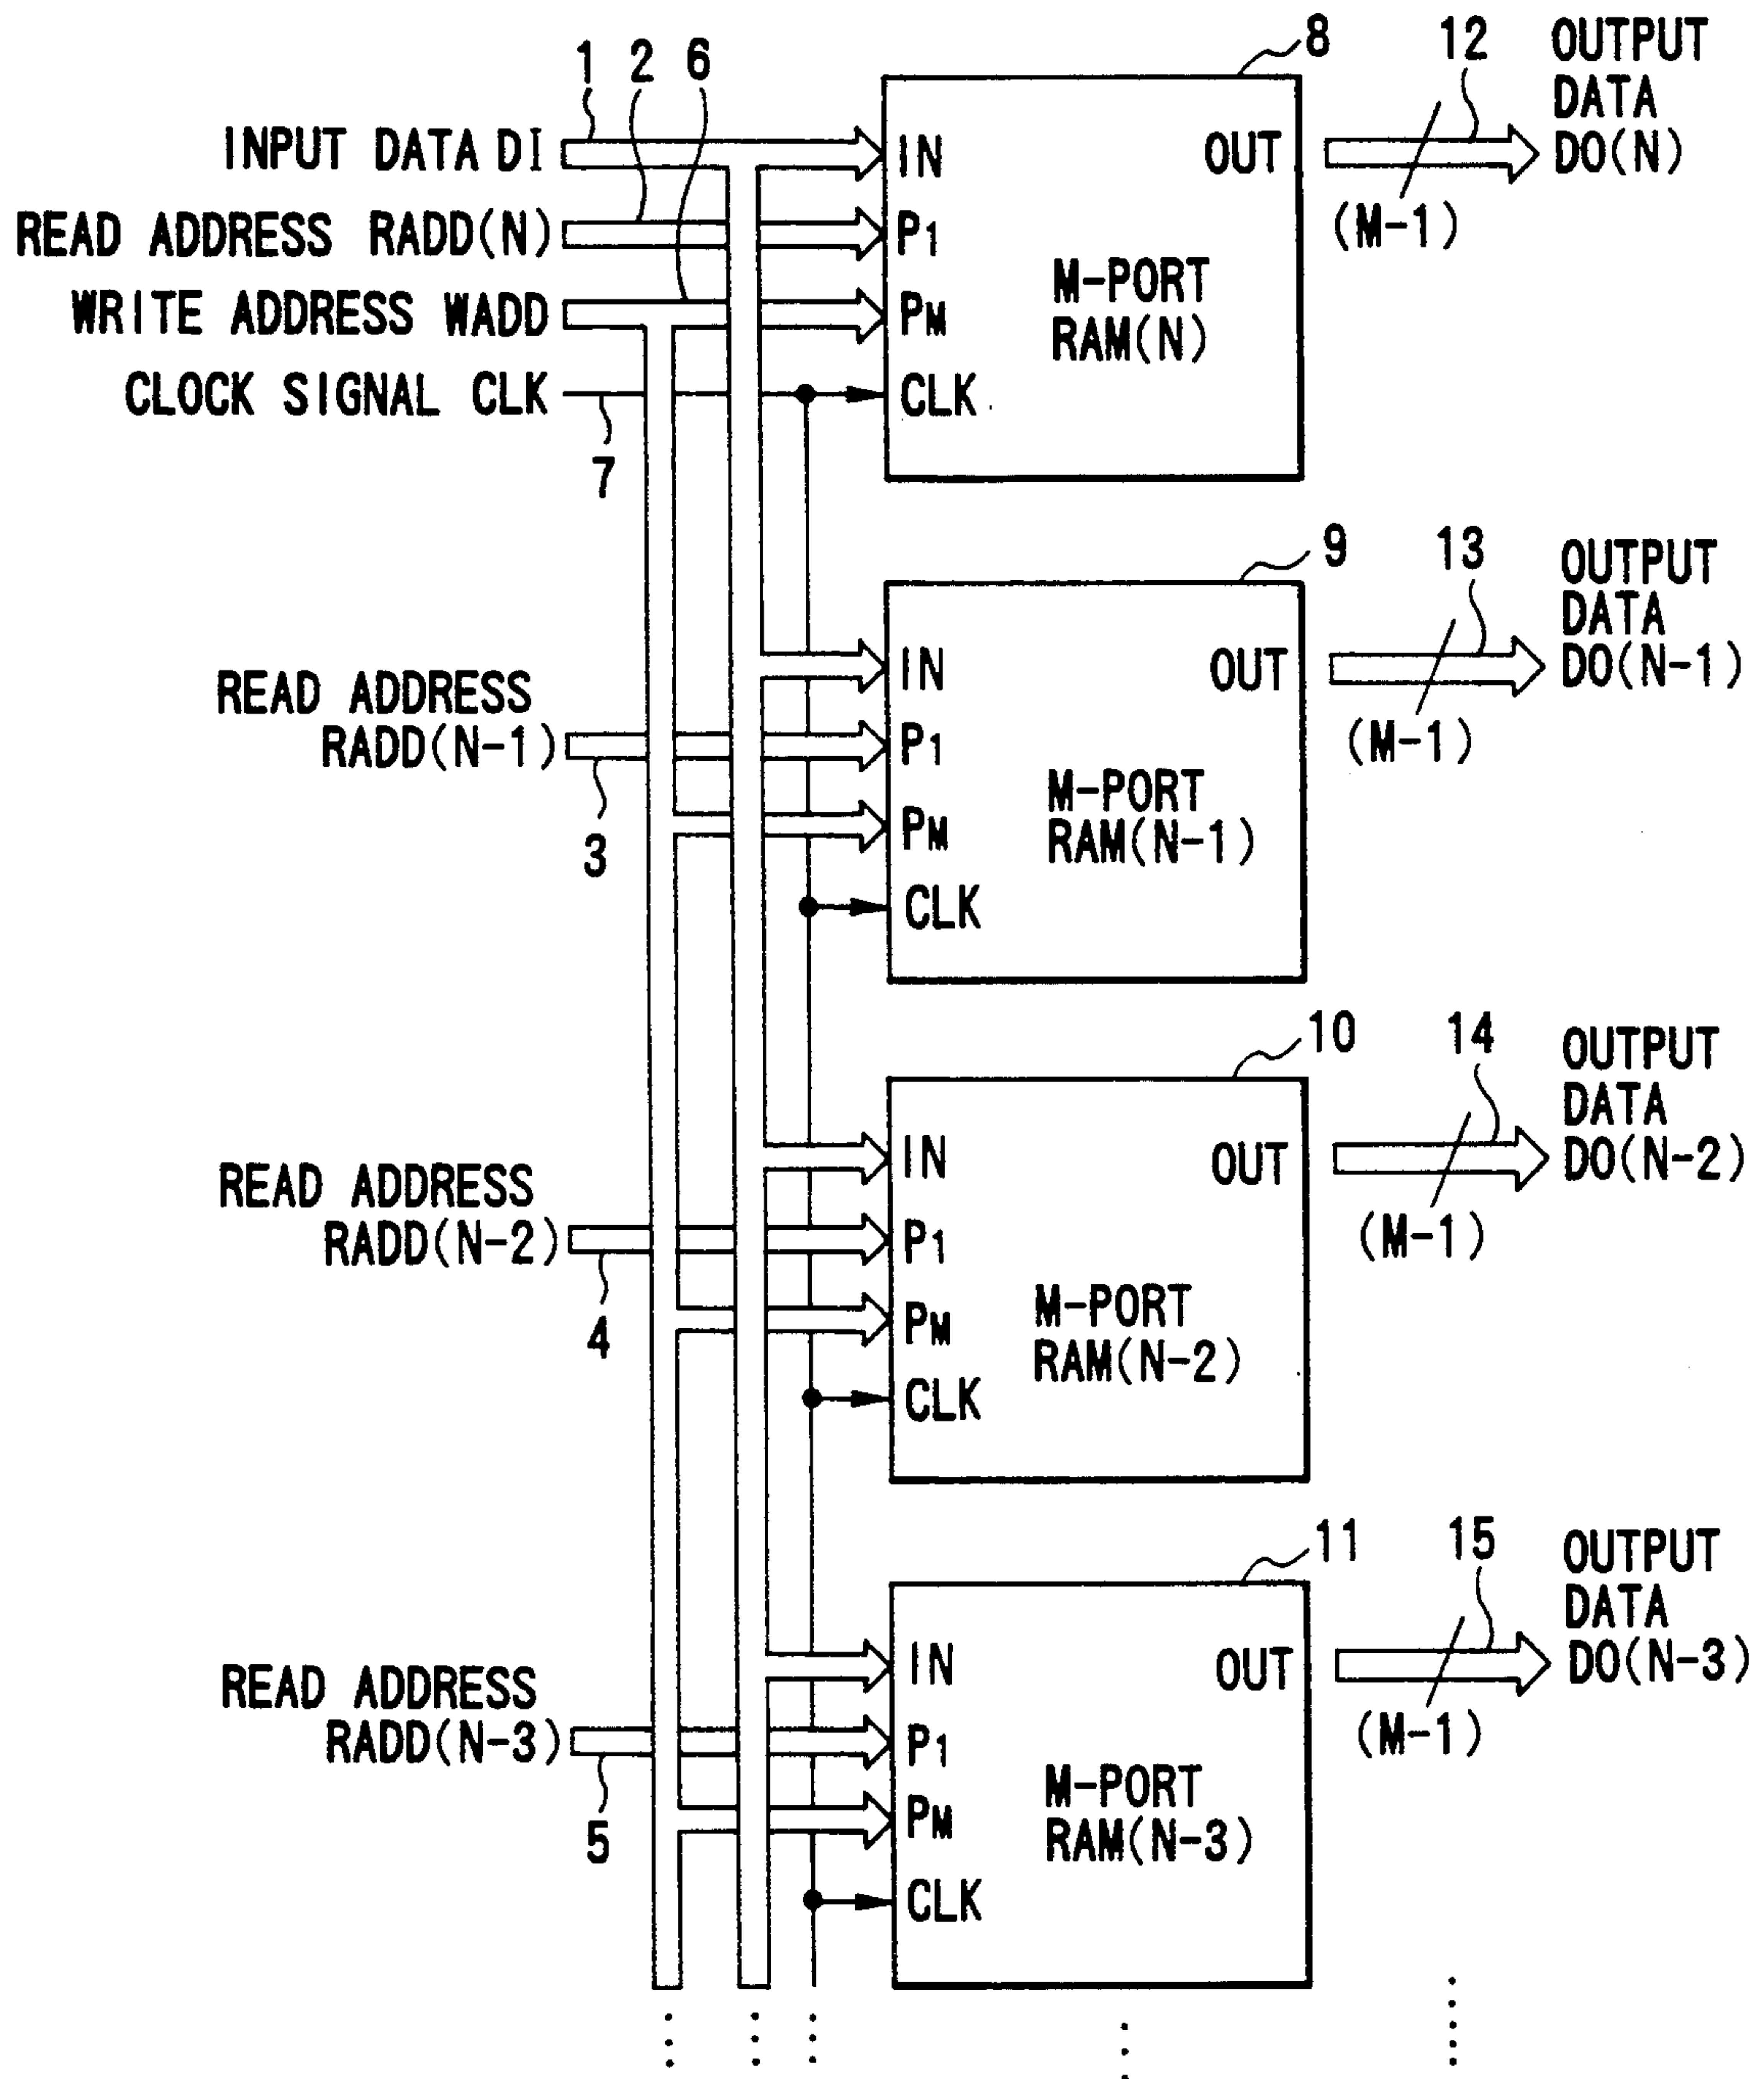 1 2 6 8 12 OUTPUT DATA DO(N)
INPUT DATA DI IN OUT
READ ADDRESS RADD(N) P1 (M-1)
WRITE ADDRESS WADD PM M-PORT RAM(N)
CLOCK SIGNAL CLK CLK
7
9 13 OUTPUT DATA DO(N-1)
IN OUT
READ ADDRESS RADD(N-1) P1 (M-1)
3 PM M-PORT RAM(N-1)
CLK
10 14 OUTPUT DATA DO(N-2)
IN OUT
READ ADDRESS RADD(N-2) P1 (M-1)
4 PM M-PORT RAM(N-2)
CLK
11 15 OUTPUT DATA DO(N-3)
IN OUT
READ ADDRESS RADD(N-3) P1 (M-1)
5 PM M-PORT RAM(N-3)
CLK